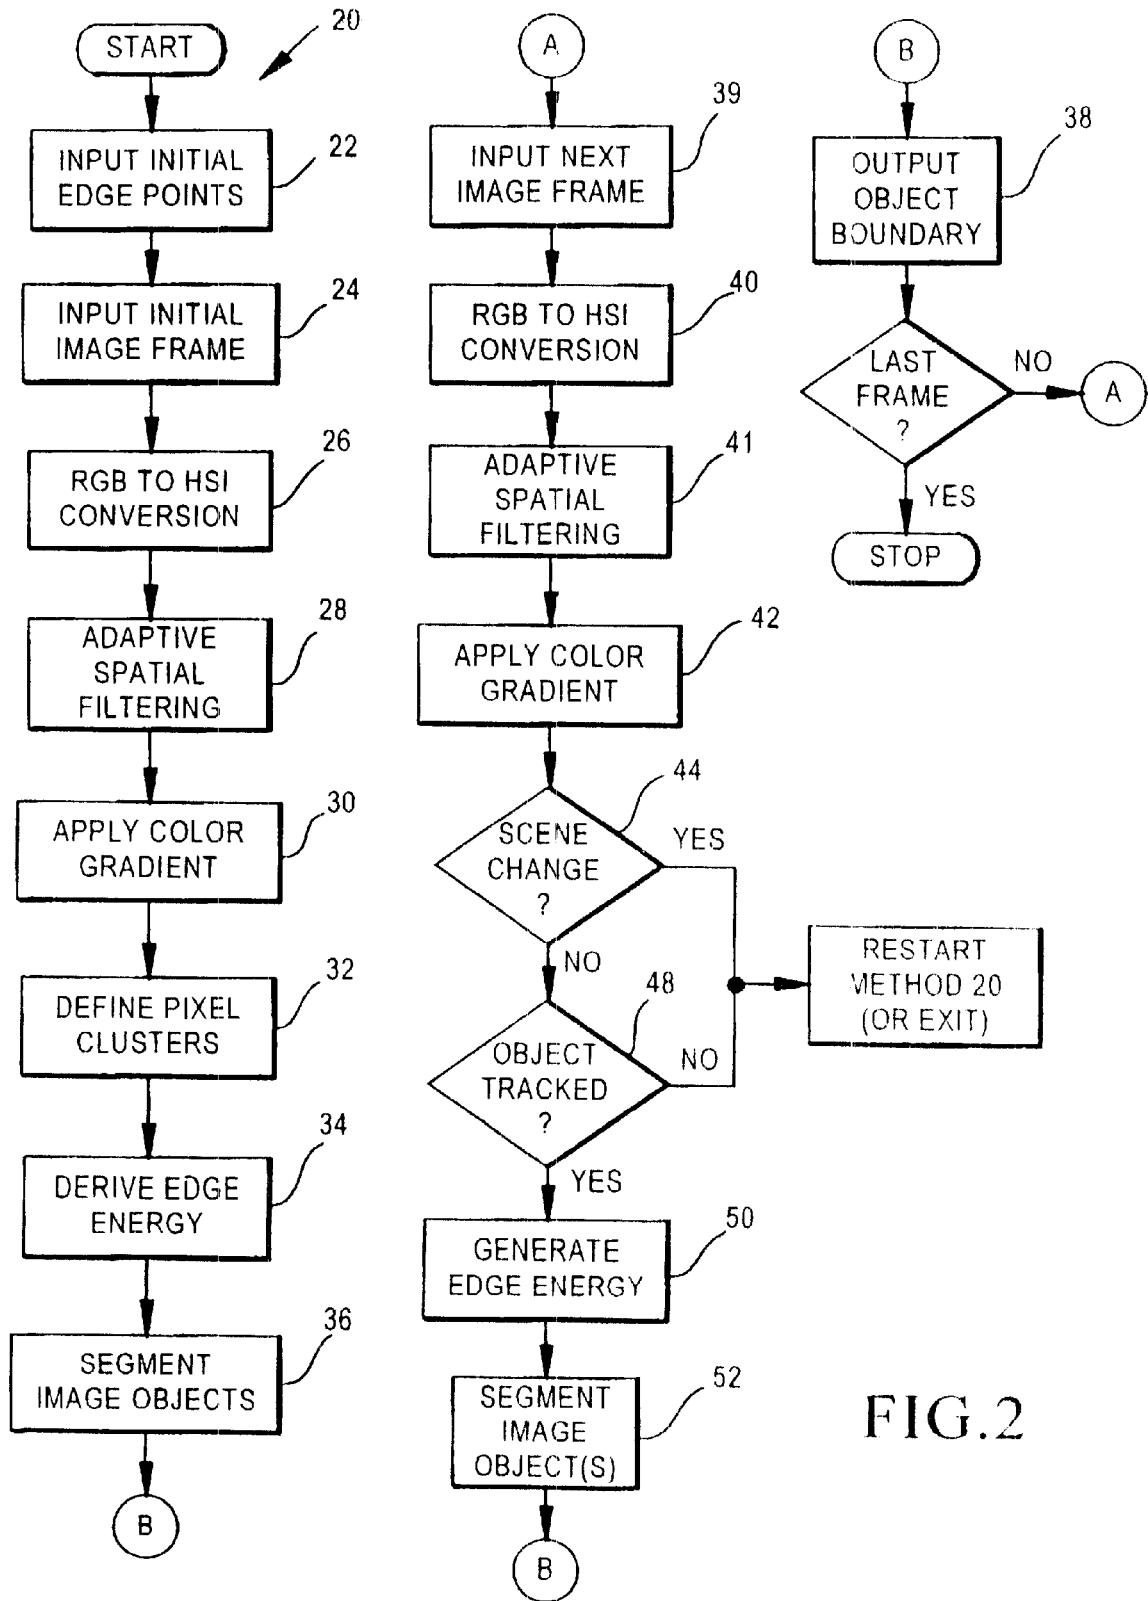 START
20
INPUT INITIAL
EDGE POINTS
22
INPUT INITIAL
IMAGE FRAME
24
RGB TO HSI
CONVERSION
26
ADAPTIVE
SPATIAL
FILTERING
28
APPLY COLOR
GRADIENT
30
DEFINE PIXEL
CLUSTERS
32
DERIVE EDGE
ENERGY
34
SEGMENT
IMAGE OBJECTS
36
B
A
INPUT NEXT
IMAGE FRAME
39
RGB TO HSI
CONVERSION
40
ADAPTIVE
SPATIAL
FILTERING
41
APPLY COLOR
GRADIENT
42
SCENE
CHANGE
?
44
YES
NO
OBJECT
TRACKED
?
48
NO
YES
RESTART
METHOD 20
(OR EXIT)
GENERATE
EDGE ENERGY
50
SEGMENT
IMAGE
OBJECT(S)
52
B
B
OUTPUT
OBJECT
BOUNDARY
38
LAST
FRAME
?
NO
A
YES
STOP
FIG.2